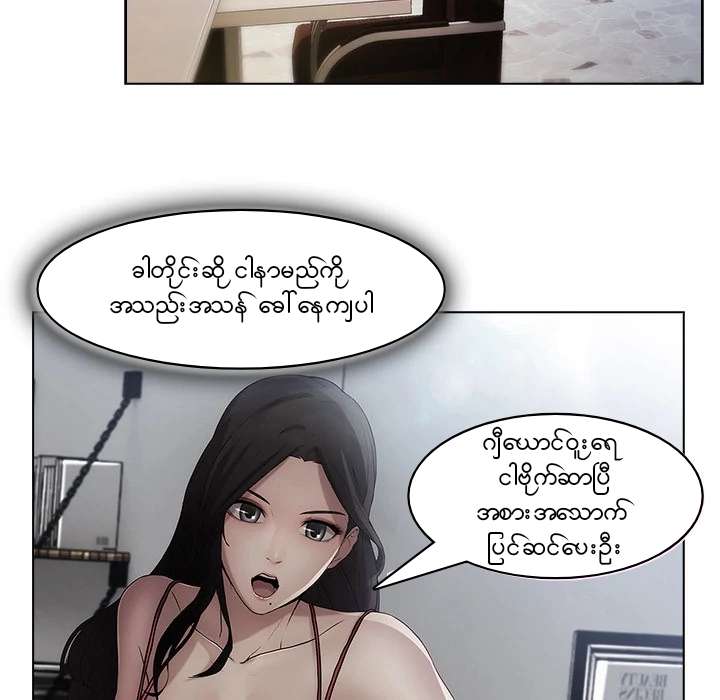 ခါတိုင်းဆို ငါ့နာမည်ကို
အသည်းအသန် ခေါ်နေကျပါ
ဂျီယောင်ဝူးရေ
ငါဗိုက်ဆာပြီ
အစားအသောက်
ပြင်ဆင်ပေးဦး
BEAUTY